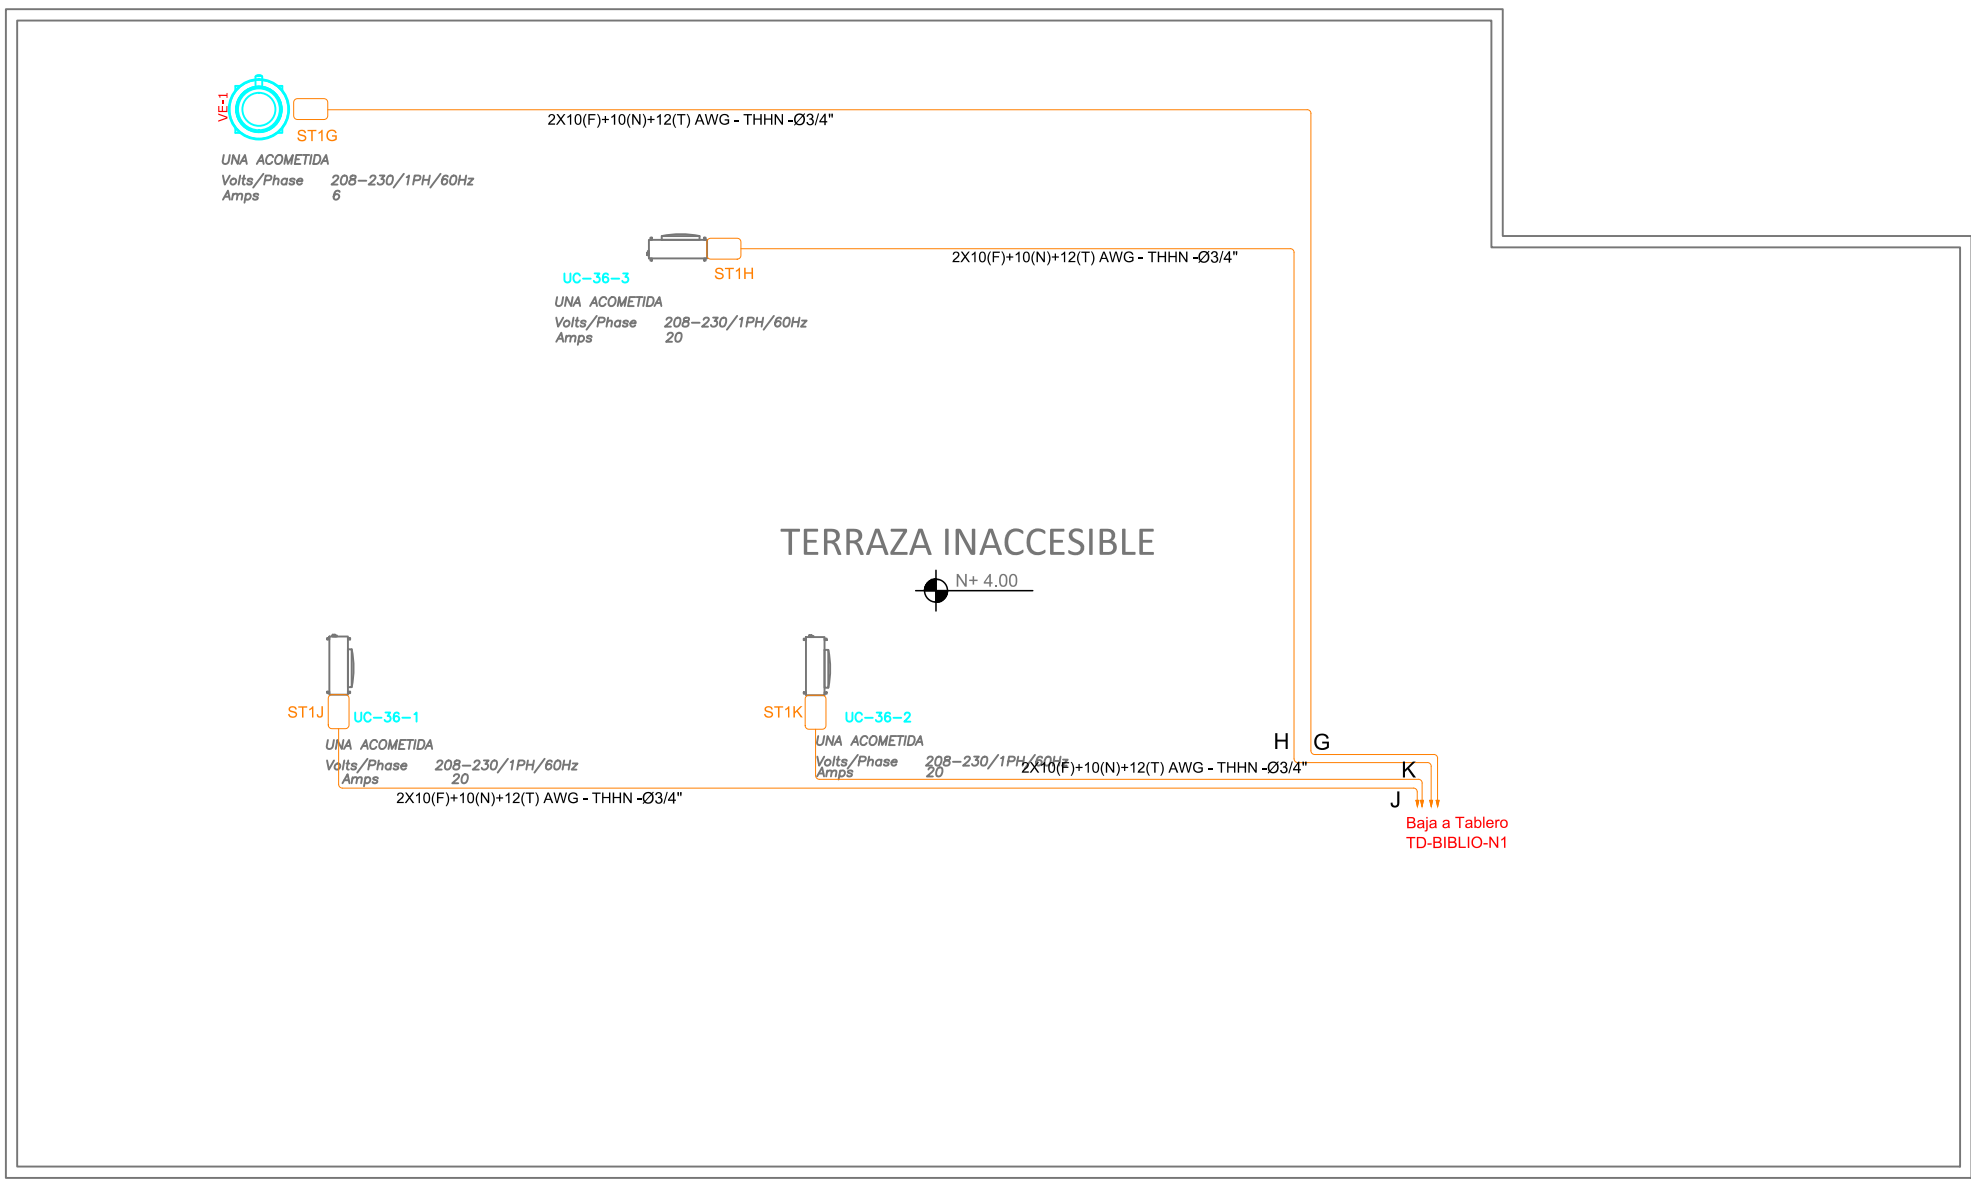 VE-1
2X10(F)+10(N)+12(T) AWG - THHN -Ø3/4"
ST1G
UNA ACOMETIDA
Volts/Phase 208-230/1PH/60Hz
Amps 6
2X10(F)+10(N)+12(T) AWG - THHN -Ø3/4"
ST1H
UC-36-3
UNA ACOMETIDA
Volts/Phase 208-230/1PH/60Hz
Amps 20
TERRAZA INACCESIBLE
N+ 4.00
ST1J UC-36-1
UNA ACOMETIDA
Volts/Phase 208-230/1PH/60Hz
Amps 20
2X10(F)+10(N)+12(T) AWG - THHN -Ø3/4"
ST1K UC-36-2
UNA ACOMETIDA
Volts/Phase 208-230/1PH/60Hz
Amps 20
2X10(F)+10(N)+12(T) AWG - THHN -Ø3/4"
H G
K
J
Baja a Tablero
TD-BIBLIO-N1